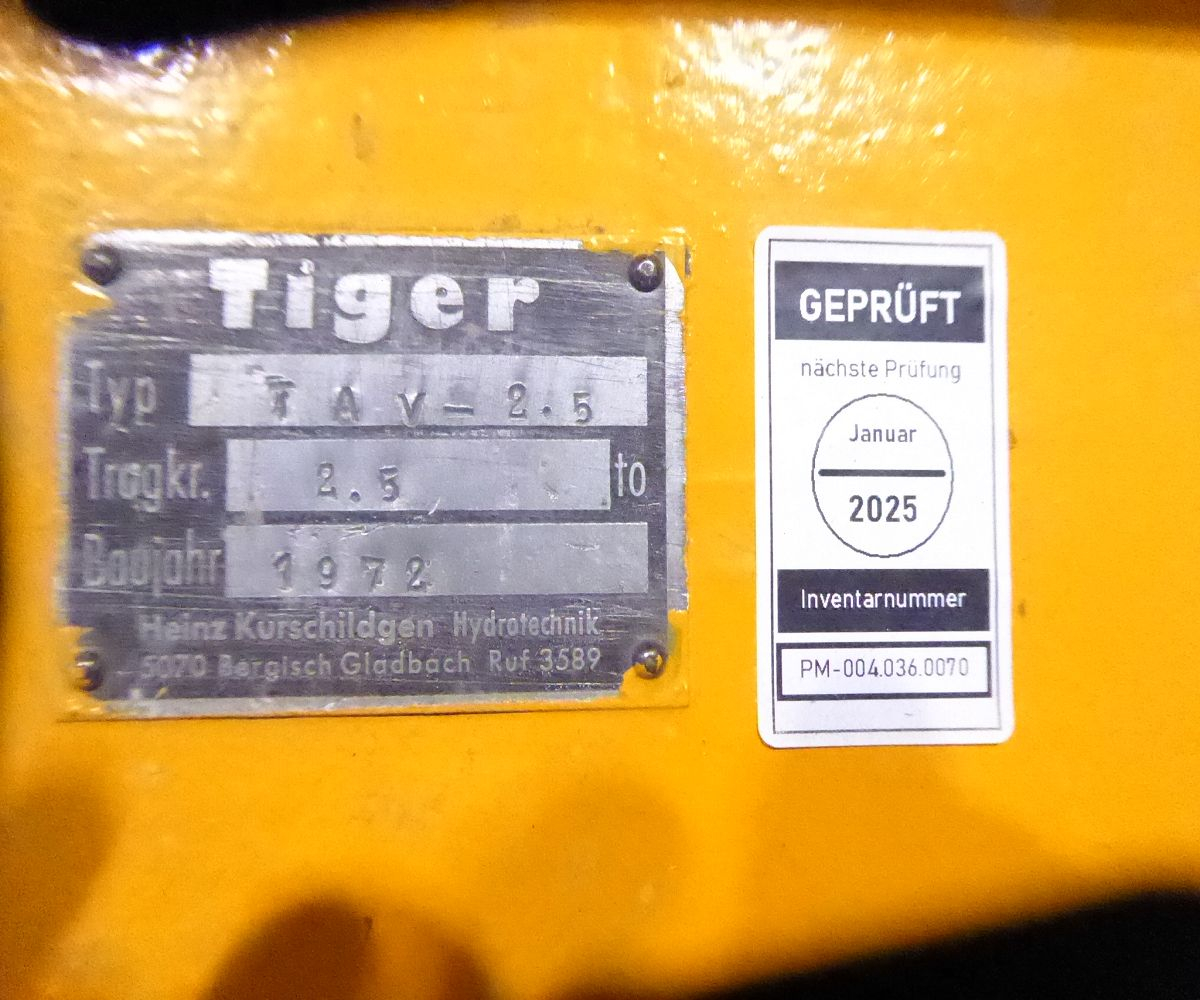 Tiger
Typ TAV-2.5
Tragkr. 2.5 to
Baujahr 1972
Heinz Kürschildgen Hydrotechnik
5070 Bergisch Gladbach Ruf 3589
GEPRÜFT
nächste Prüfung
Januar
2025
Inventarnummer
PM-004.036.0070